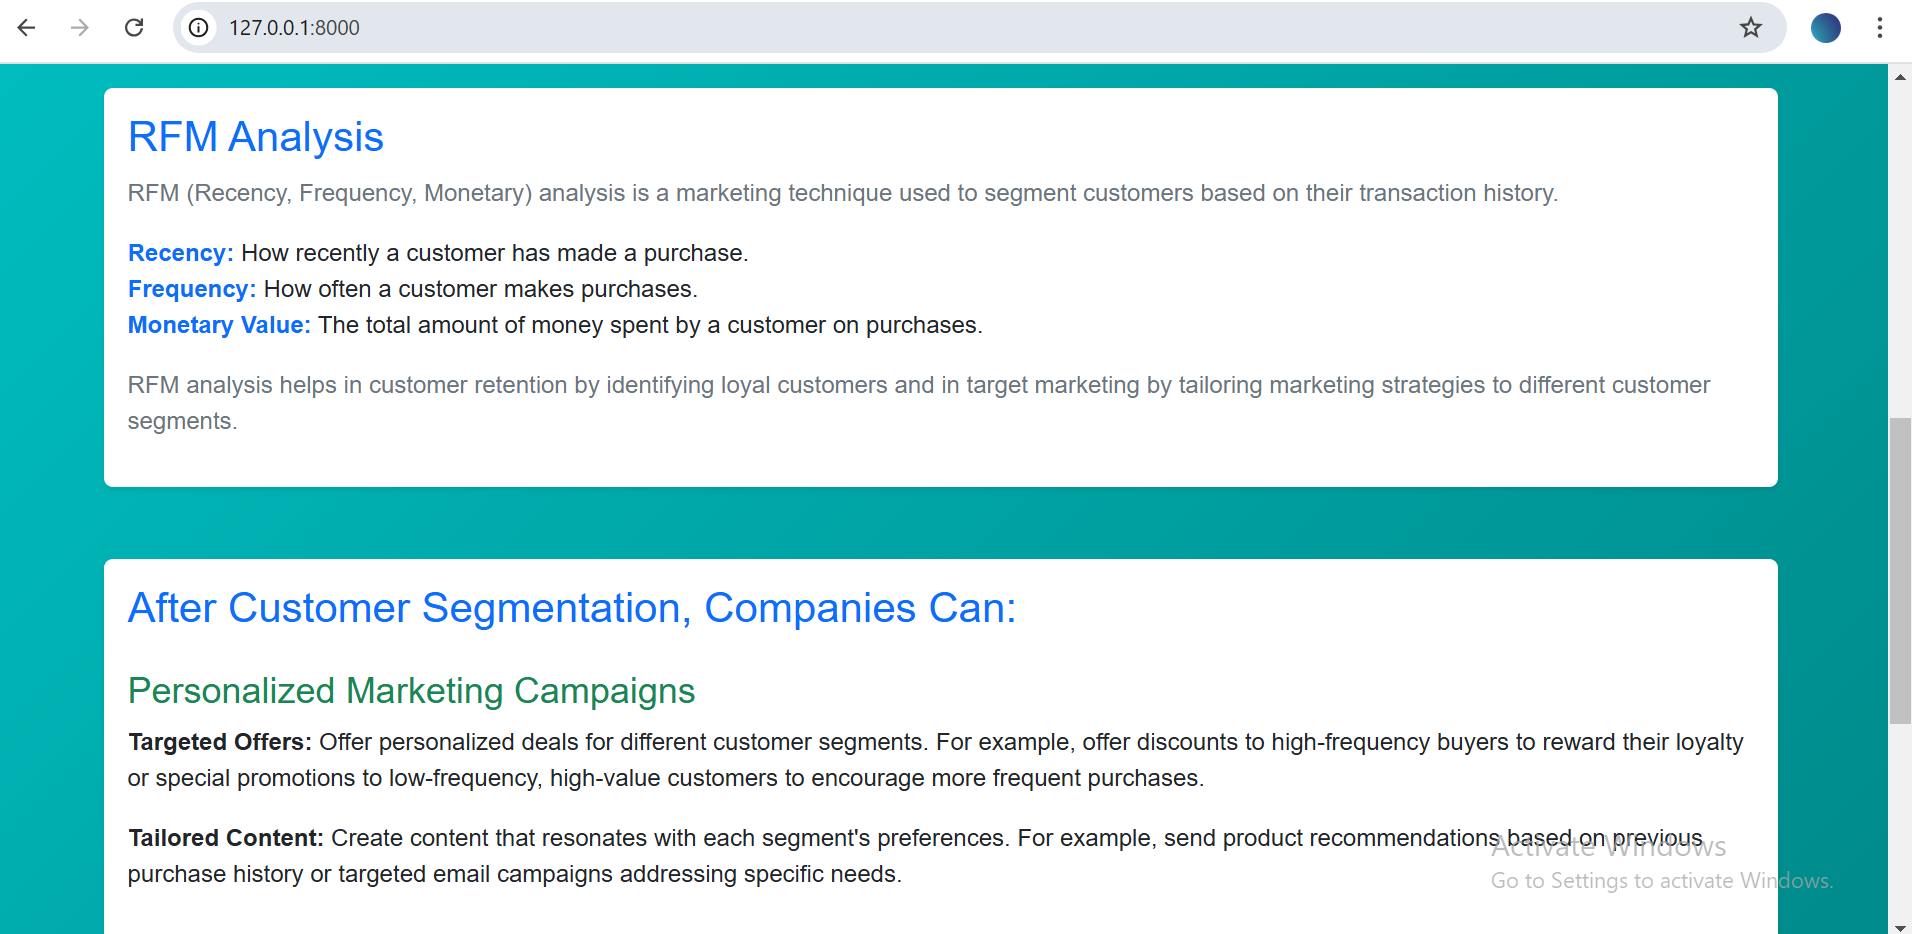 127.0.0.1:8000
RFM Analysis
RFM (Recency, Frequency, Monetary) analysis is a marketing technique used to segment customers based on their transaction history.
Recency: How recently a customer has made a purchase.
Frequency: How often a customer makes purchases.
Monetary Value: The total amount of money spent by a customer on purchases.
RFM analysis helps in customer retention by identifying loyal customers and in target marketing by tailoring marketing strategies to different customer
segments.
After Customer Segmentation, Companies Can:
Personalized Marketing Campaigns
Targeted Offers: Offer personalized deals for different customer segments. For example, offer discounts to high-frequency buyers to reward their loyalty
or special promotions to low-frequency, high-value customers to encourage more frequent purchases.
Tailored Content: Create content that resonates with each segment's preferences. For example, send product recommendations based on previous
purchase history or targeted email campaigns addressing specific needs.
Activate Windows
Go to Settings to activate Windows.